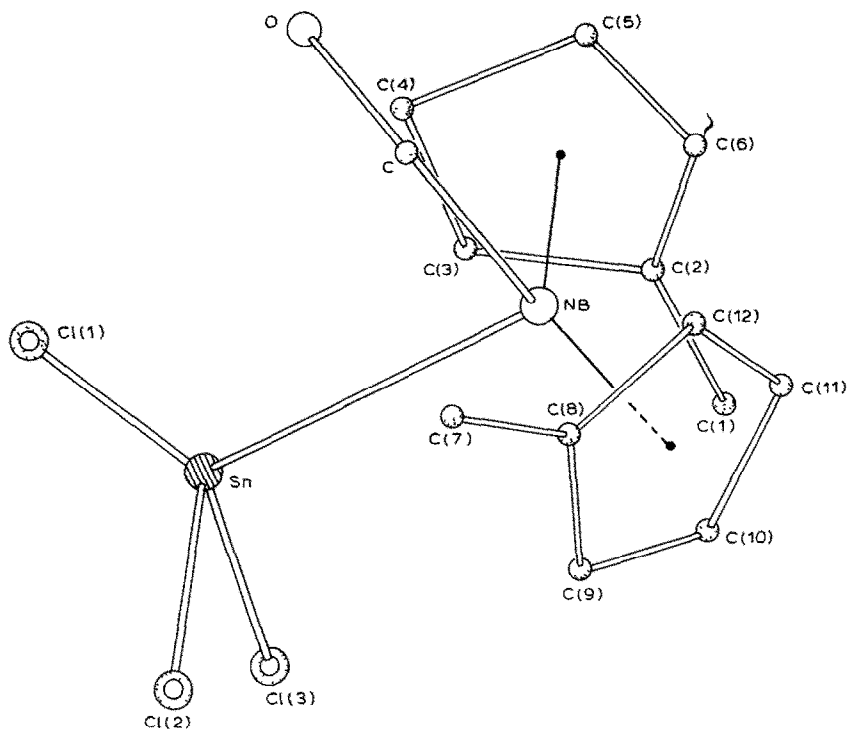 O
C(5)
C(4)
C(6)
C
C(3)
C(2)
NB
C(12)
Cl(1)
C(11)
C(8)
C(1)
C(7)
Sn
C(10)
C(9)
Cl(3)
Cl(2)